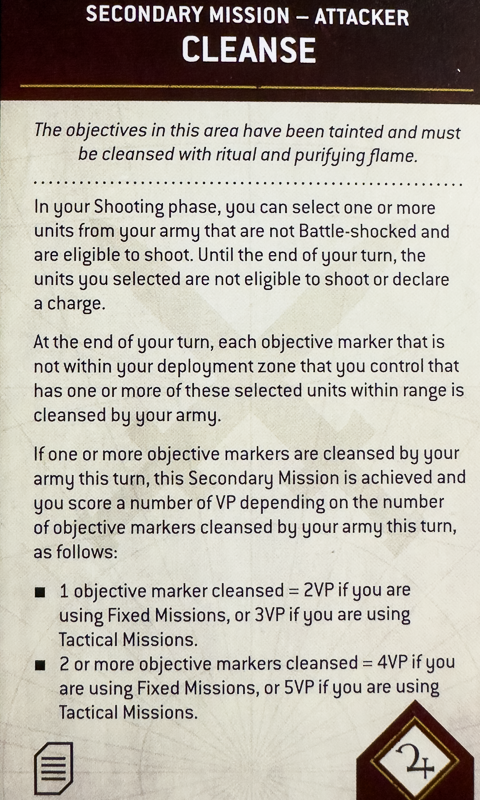 SECONDARY MISSION – ATTACKER
CLEANSE
The objectives in this area have been tainted and must
be cleansed with ritual and purifying flame.
In your Shooting phase, you can select one or more
units from your army that are not Battle-shocked and
are eligible to shoot. Until the end of your turn, the
units you selected are not eligible to shoot or declare
a charge.
At the end of your turn, each objective marker that is
not within your deployment zone that you control that
has one or more of these selected units within range is
cleansed by your army.
If one or more objective markers are cleansed by your
army this turn, this Secondary Mission is achieved and
you score a number of VP depending on the number
of objective markers cleansed by your army this turn,
as follows:
■ 1 objective marker cleansed = 2VP if you are
using Fixed Missions, or 3VP if you are using
Tactical Missions.
■ 2 or more objective markers cleansed = 4VP if you
are using Fixed Missions, or 5VP if you are using
Tactical Missions.